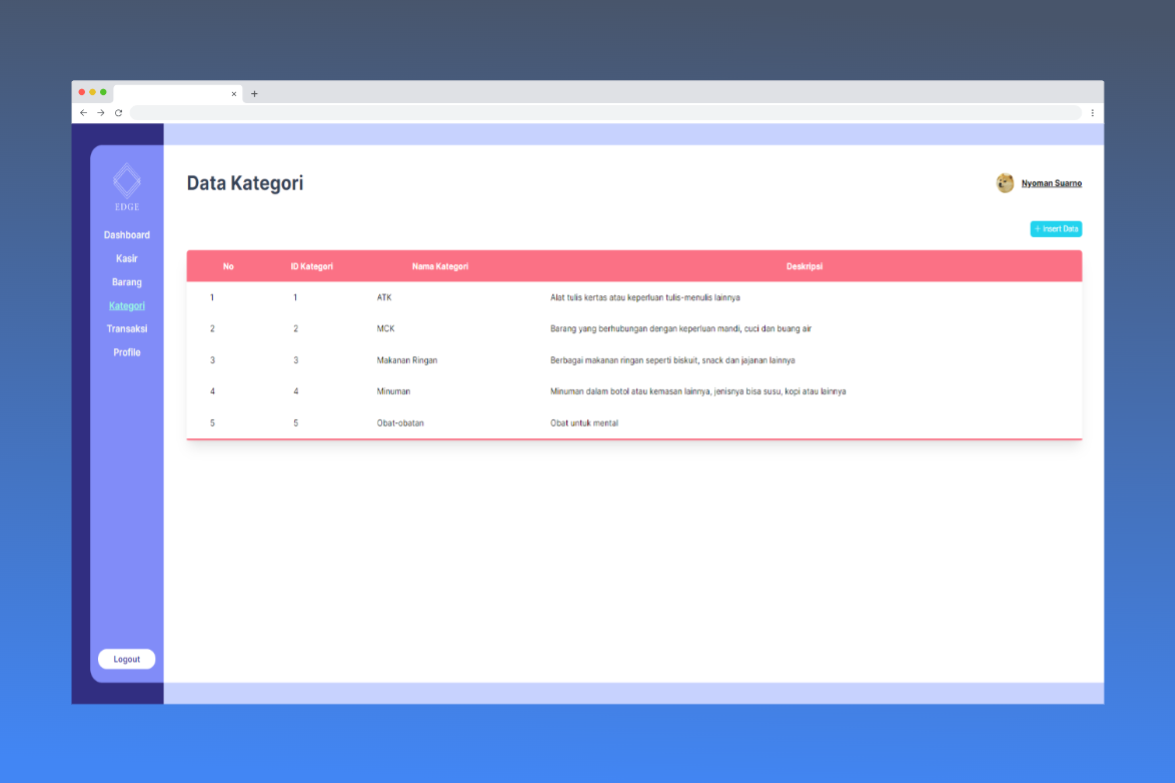 EDGE
Dashboard
Kasir
Barang
Kategori
Transaksi
Profile
Logout
Data Kategori
Nyoman Suarno
+ Insert Data
No ID Kategori Nama Kategori Deskripsi
1 1 ATK Alat tulis kertas atau keperluan tulis-menulis lainnya
2 2 MCK Barang yang berhubungan dengan keperluan mandi, cuci dan buang air
3 3 Makanan Ringan Berbagai makanan ringan seperti biskuit, snack dan jajanan lainnya
4 4 Minuman Minuman dalam botol atau kemasan lainnya, jenisnya bisa susu, kopi atau lainnya
5 5 Obat-obatan Obat untuk mental